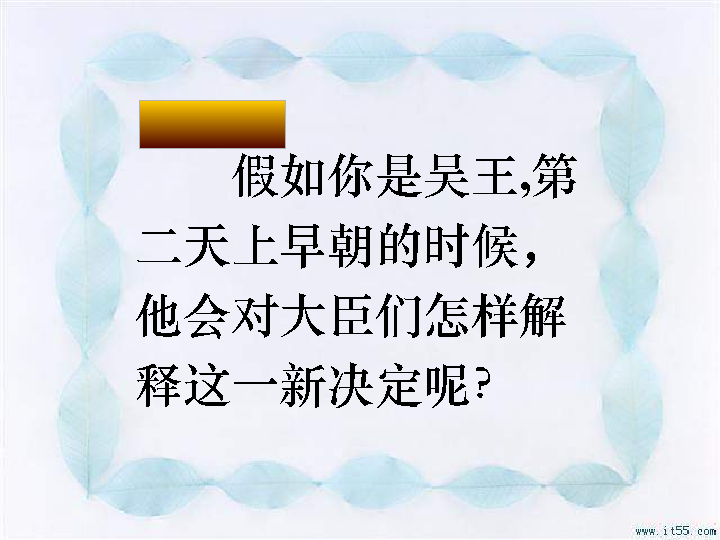 假如你是吴王,第
二天上早朝的时候，
他会对大臣们怎样解
释这一新决定呢？
www.it55.com